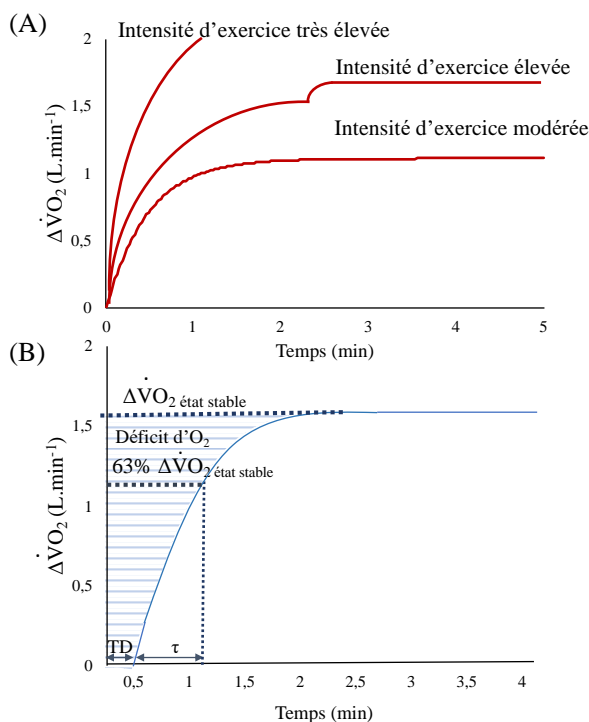 (A)
Intensité d'exercice très élevée
Intensité d'exercice élevée
Intensité d'exercice modérée
ΔV̇O₂ (L.min⁻¹)
2
1,5
1
0,5
0
0 1 2 3 4 5
Temps (min)
(B)
ΔV̇O₂ (L.min⁻¹)
2
ΔV̇O₂ état stable
1,5
Déficit d'O₂
63% ΔV̇O₂ état stable
1
0,5
TD τ
0
0,5 1 1,5 2 2,5 3 3,5 4
Temps (min)